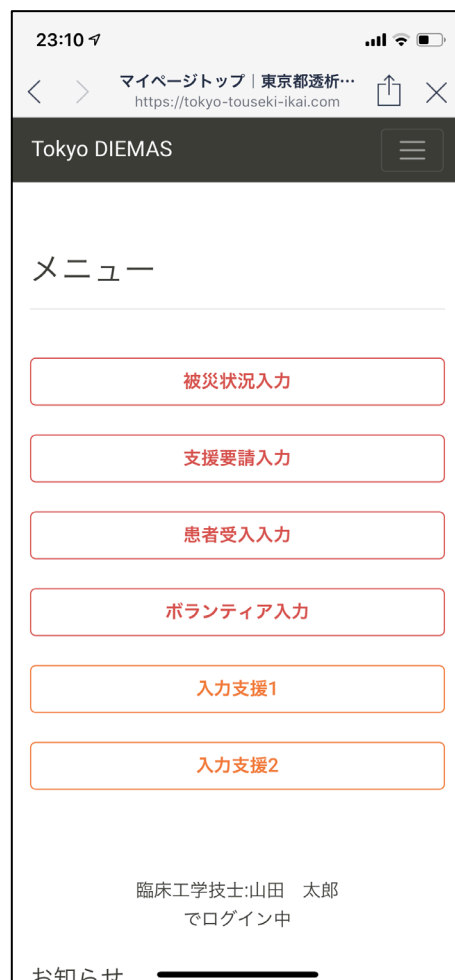 23:10
マイページトップ｜東京都透析…
https://tokyo-touseki-ikai.com
Tokyo DIEMAS
メニュー
被災状況入力
支援要請入力
患者受入入力
ボランティア入力
入力支援1
入力支援2
臨床工学技士:山田　太郎
でログイン中
お知らせ